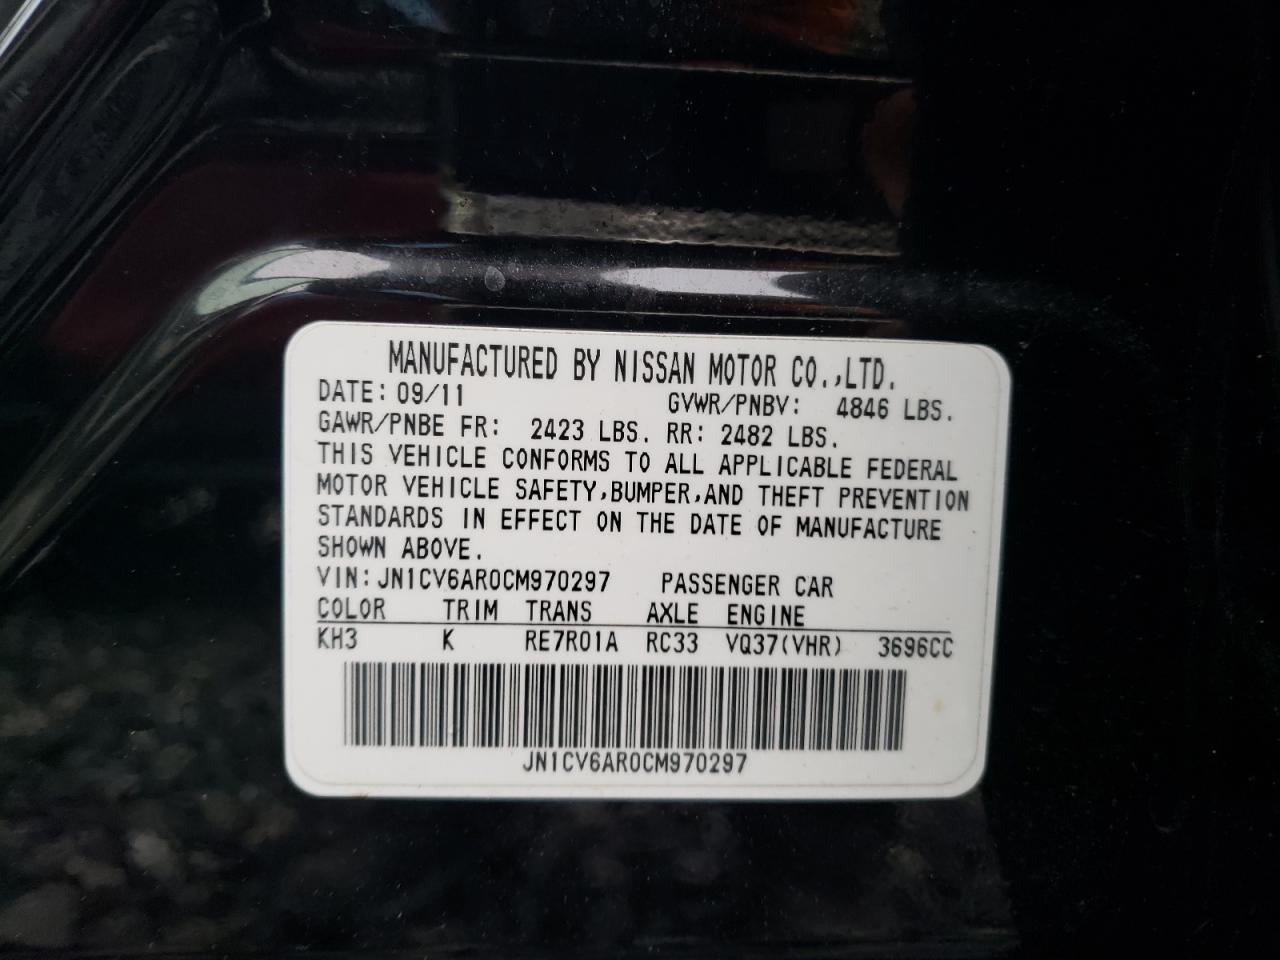 MANUFACTURED BY NISSAN MOTOR CO.,LTD.
DATE: 09/11 GVWR/PNBV: 4846 LBS.
GAWR/PNBE FR: 2423 LBS. RR: 2482 LBS.
THIS VEHICLE CONFORMS TO ALL APPLICABLE FEDERAL
MOTOR VEHICLE SAFETY,BUMPER,AND THEFT PREVENTION
STANDARDS IN EFFECT ON THE DATE OF MANUFACTURE
SHOWN ABOVE.
VIN: JN1CV6AR0CM970297 PASSENGER CAR
COLOR TRIM TRANS AXLE ENGINE
KH3 K RE7R01A RC33 VQ37(VHR) 3696CC
JN1CV6AR0CM970297